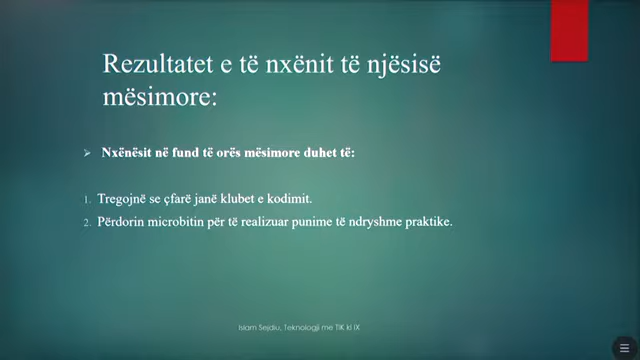 Rezultatet e të nxënit të njësisë
mësimore:
➢ Nxënësit në fund të orës mësimore duhet të:
1. Tregojnë se çfarë janë klubet e kodimit.
2. Përdorin microbitin për të realizuar punime të ndryshme praktike.
Islam Sejdiu, Teknologji me TIK kl IX